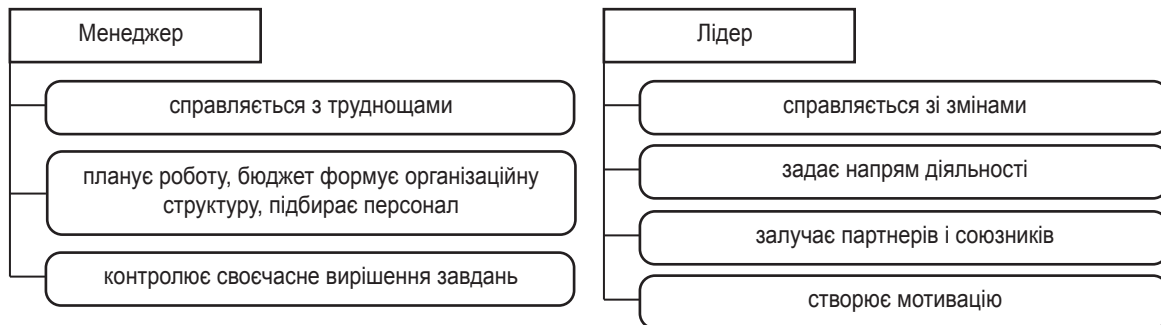 Менеджер
справляється з труднощами
планує роботу, бюджет формує організаційну
структуру, підбирає персонал
контролює своєчасне вирішення завдань
Лідер
справляється зі змінами
задає напрям діяльності
залучає партнерів і союзників
створює мотивацію